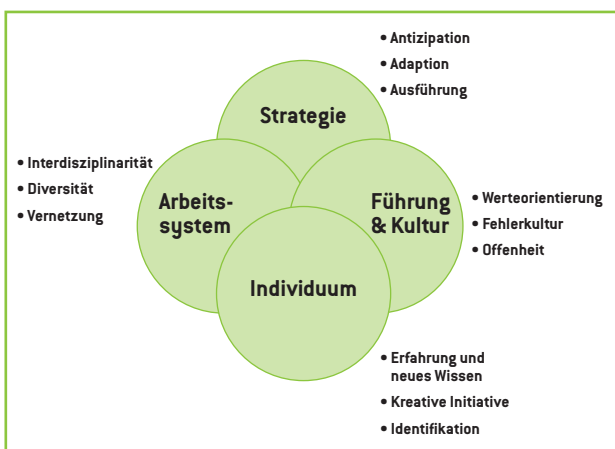 • Antizipation
• Adaption
• Ausführung
Strategie
• Interdisziplinarität
• Diversität
• Vernetzung
Arbeits-
system
Führung
& Kultur
• Werteorientierung
• Fehlerkultur
• Offenheit
Individuum
• Erfahrung und
neues Wissen
• Kreative Initiative
• Identifikation